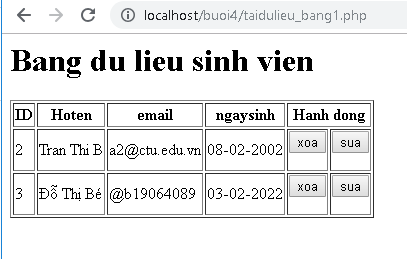 localhost/buoi4/taidulieu_bang1.php
Bang du lieu sinh vien
ID Hoten email ngaysinh Hanh dong
2 Tran Thi B a2@ctu.edu.vn 08-02-2002 xoa sua
3 Đỗ Thị Bé @b19064089 03-02-2022 xoa sua